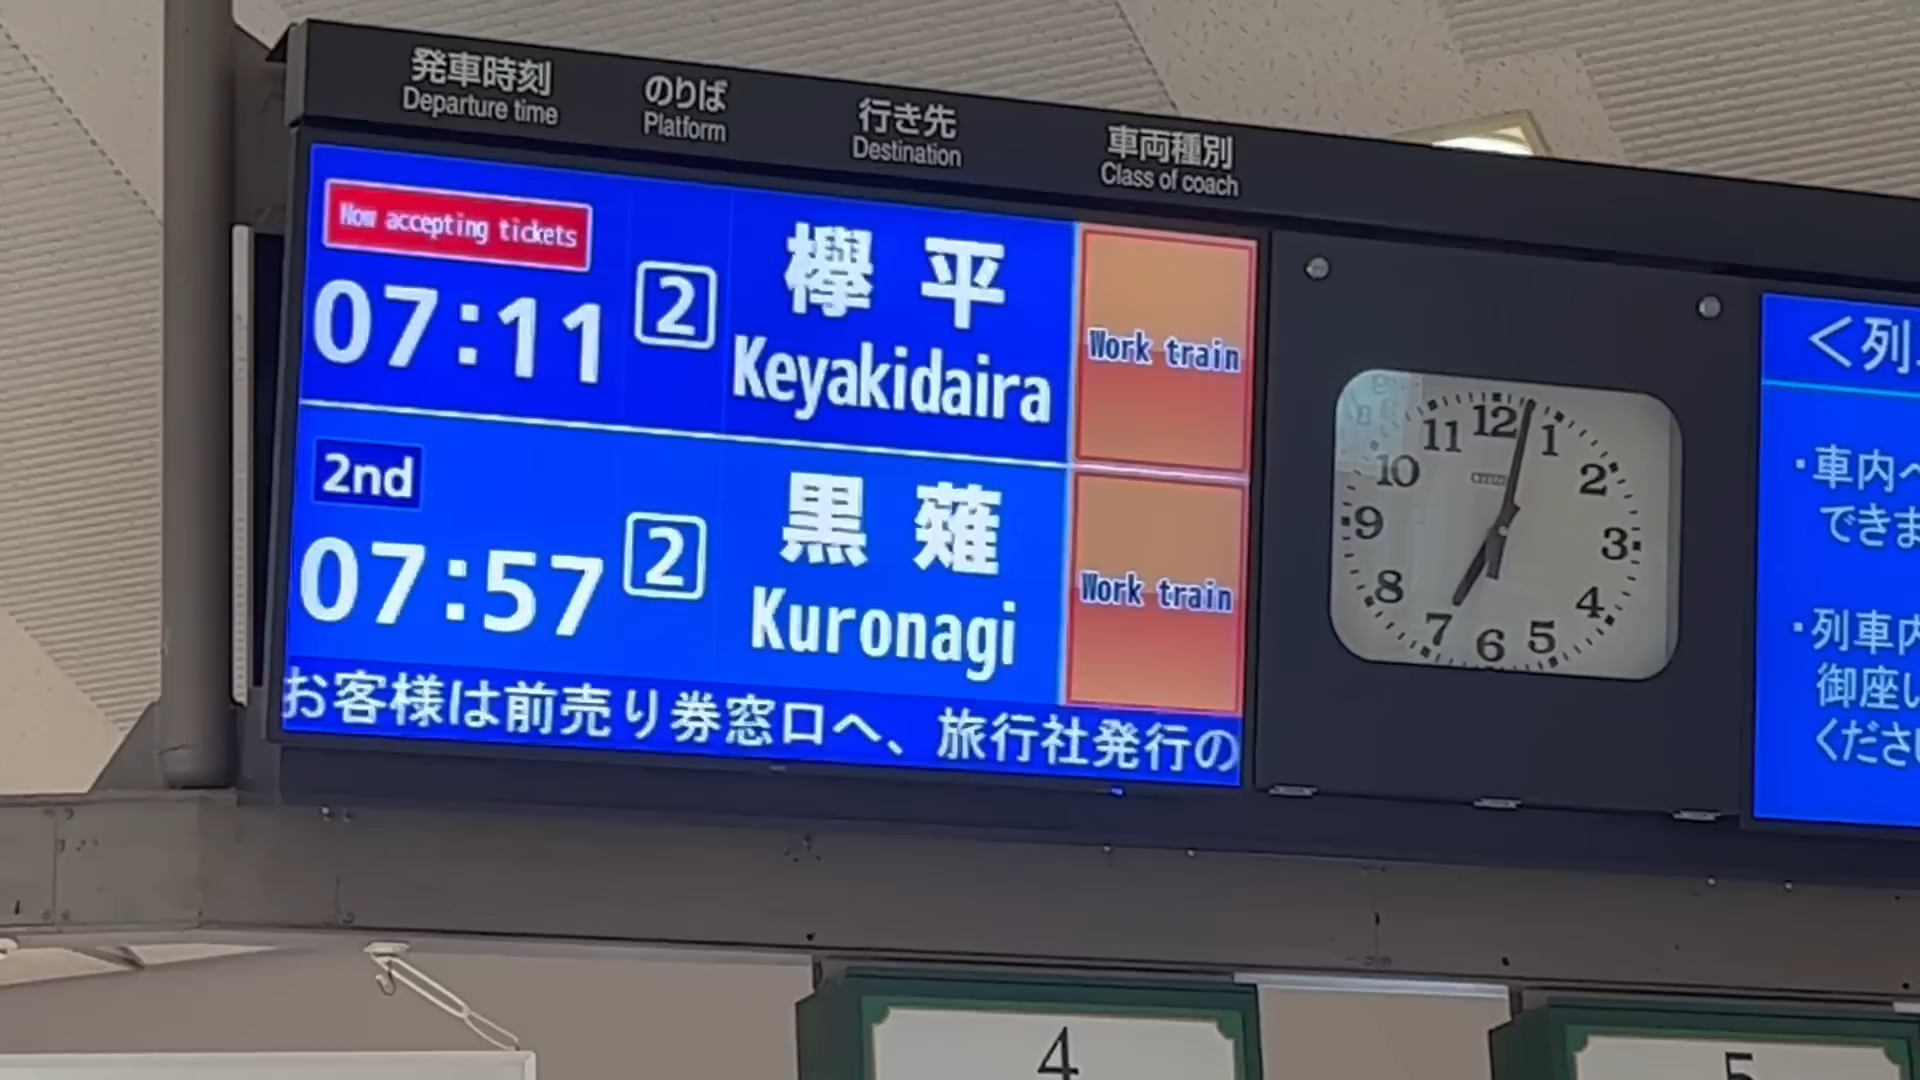 発車時刻 のりば 行き先 車両種別
Departure time Platform Destination Class of coach
Now accepting tickets
07:11 2 欅平 Work train
Keyakidaira
2nd
07:57 2 黒薙 Work train
Kuronagi
お客様は前売り券窓口へ、旅行社発行の
12
1
2
3
4
5
6
7
8
9
10
11
CITIZEN
<列
・車内へ
でき
・列車内
御座い
くださ
4
5